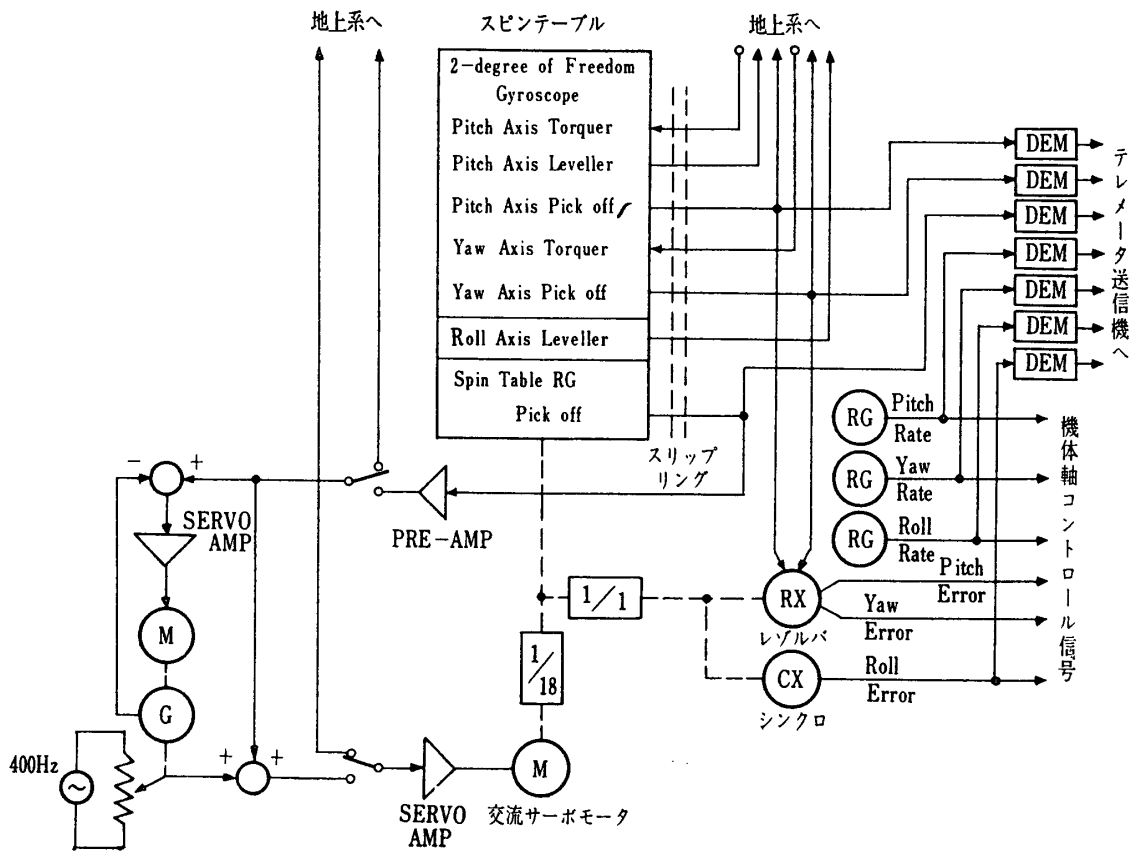 地上系へ
スピンテーブル
地上系へ
2-degree of Freedom
Gyroscope
Pitch Axis Torquer
Pitch Axis Leveller
Pitch Axis Pick off
Yaw Axis Torquer
Yaw Axis Pick off
Roll Axis Leveller
Spin Table RG
Pick off
スリップ
リング
DEM
DEM
DEM
DEM
DEM
DEM
DEM
テレメータ送信機へ
RG
Pitch
Rate
RG
Yaw
Rate
RG
Roll
Rate
機体軸コントロール信号
- +
SERVO
AMP
PRE-AMP
M
G
1/1
RX
レゾルバ
Pitch
Error
Yaw
Error
CX
シンクロ
Roll
Error
1/18
400Hz
~
+ +
SERVO
AMP
M
交流サーボモータ